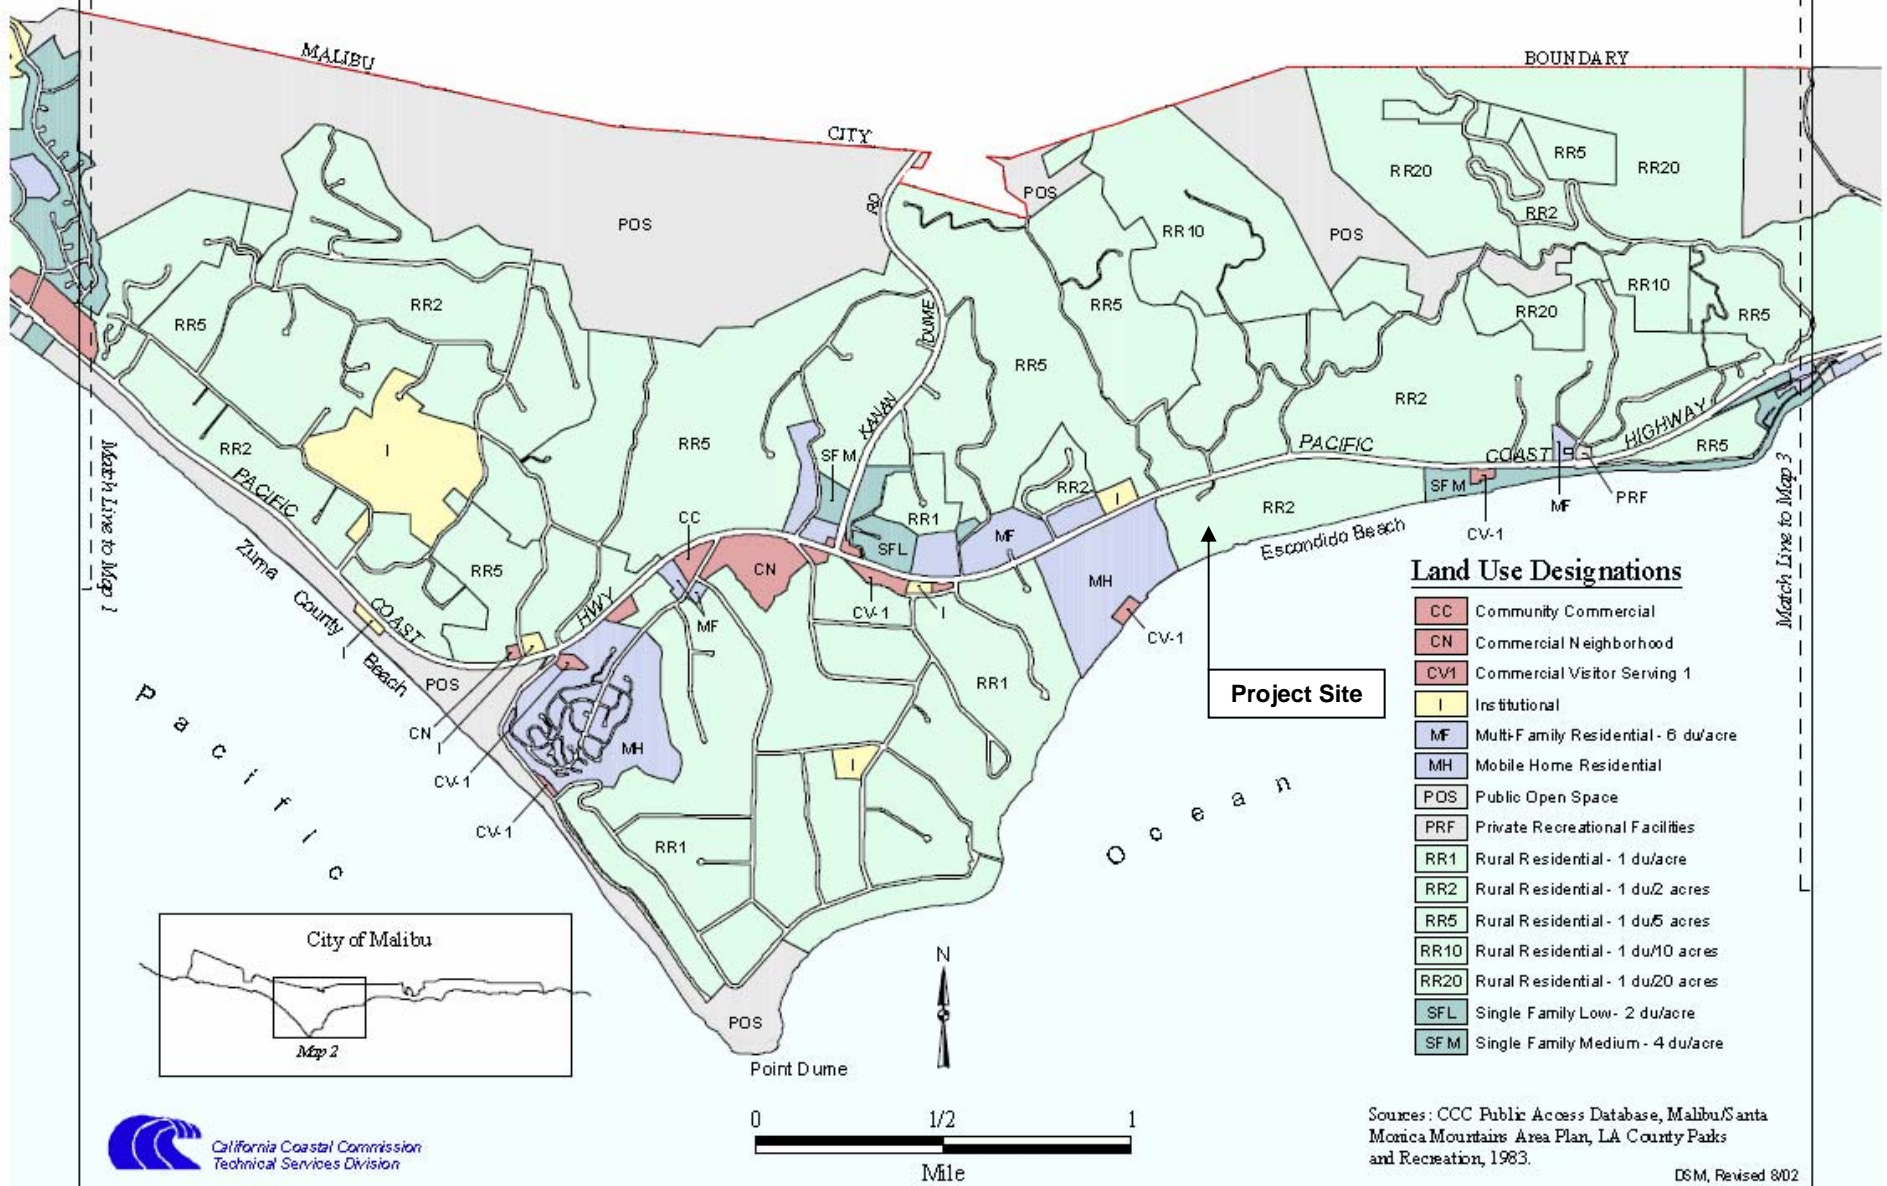 MALIBU
CITY
BOUNDARY
POS
RD
POS
RR20
RR5
RR20
RR2
RR10
POS
RR2
RR5
DUME
RR5
RR10
RR20
RR5
RR5
RR2
KANAN
RR5
RR2
I
SFM
RR2
I
PACIFIC
COAST
HIGHWAY
RR5
PACIFIC
CC
RR1
MF
RR2
SFM
MF
PRF
Escondido Beach
CV-1
SFL
CN
MH
Match Line to Map 1
Match Line to Map 3
RR5
Zuma
County
Beach
COAST
HWY
I
MF
CV-1
I
CV-1
POS
CN
I
CV-1
MH
RR1
Project Site
I
CV-1
RR1
Pacific
Ocean
POS
Point Dume
N
City of Malibu
Map 2
Land Use Designations
CC Community Commercial
CN Commercial Neighborhood
CV1 Commercial Visitor Serving 1
I Institutional
MF Multi-Family Residential - 6 du/acre
MH Mobile Home Residential
POS Public Open Space
PRF Private Recreational Facilities
RR1 Rural Residential - 1 du/acre
RR2 Rural Residential - 1 du/2 acres
RR5 Rural Residential - 1 du/5 acres
RR10 Rural Residential - 1 du/10 acres
RR20 Rural Residential - 1 du/20 acres
SFL Single Family Low - 2 du/acre
SFM Single Family Medium - 4 du/acre
California Coastal Commission
Technical Services Division
0 1/2 1
Mile
Sources: CCC Public Access Database, Malibu/Santa
Monica Mountains Area Plan, LA County Parks
and Recreation, 1983.
DSM, Revised 8/02